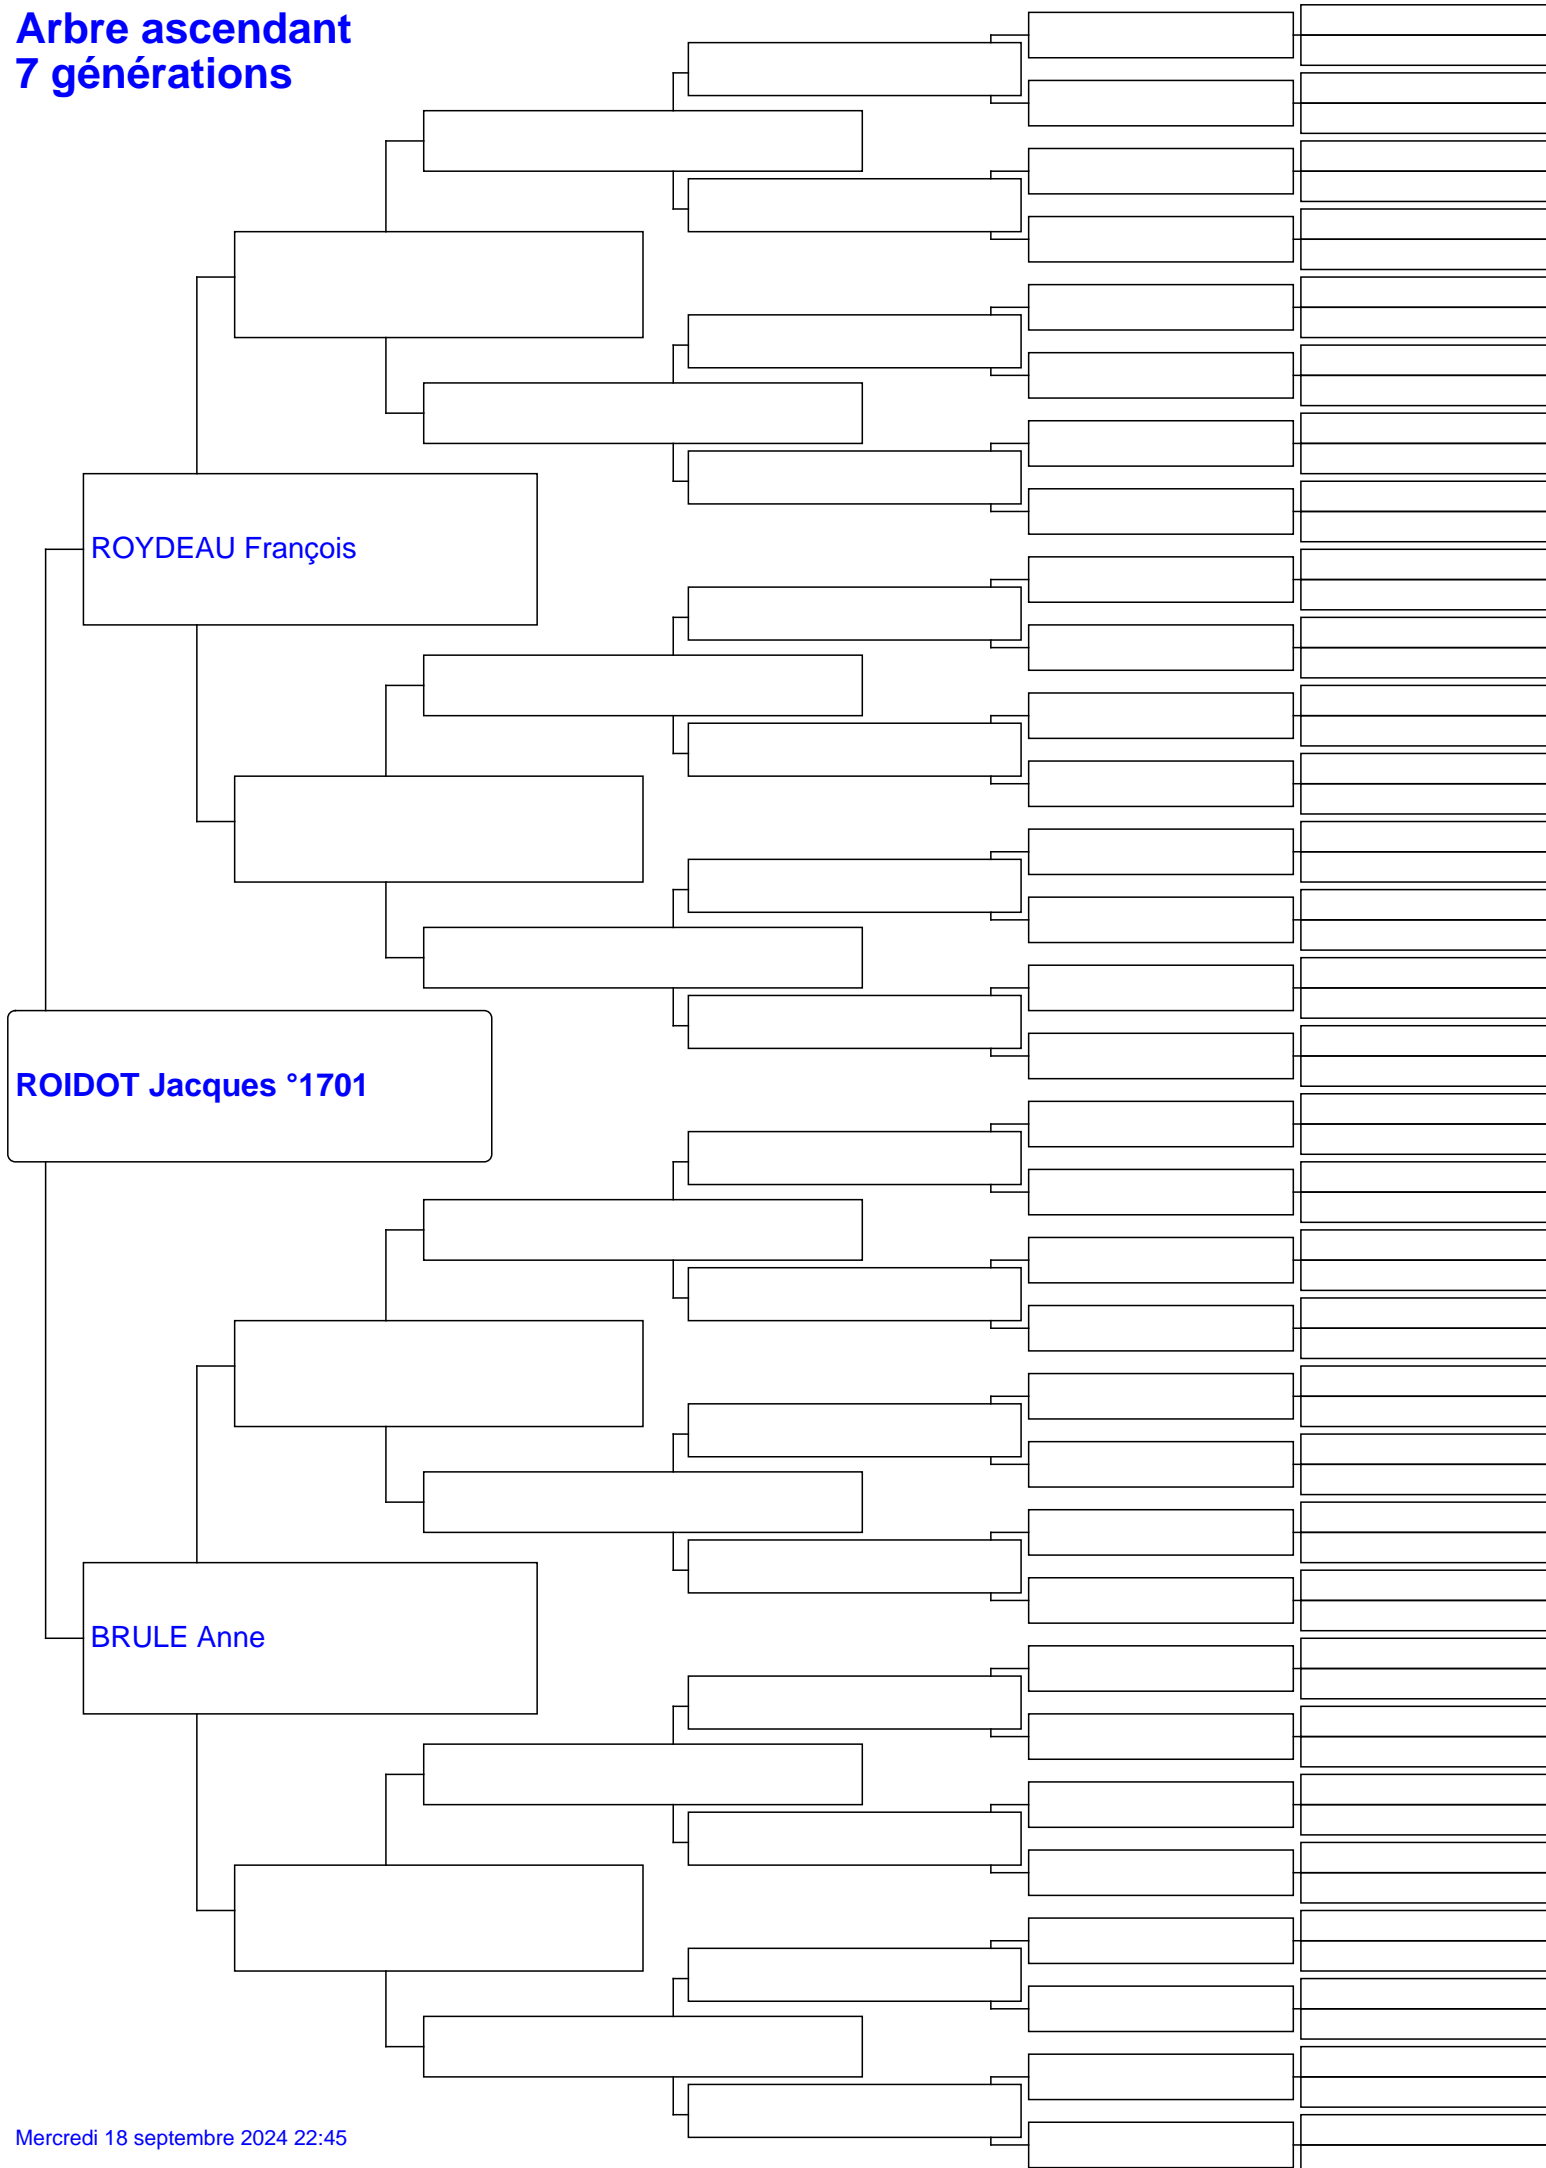 Arbre ascendant
7 générations
ROYDEAU François
ROIDOT Jacques °1701
BRULE Anne
Mercredi 18 septembre 2024 22:45